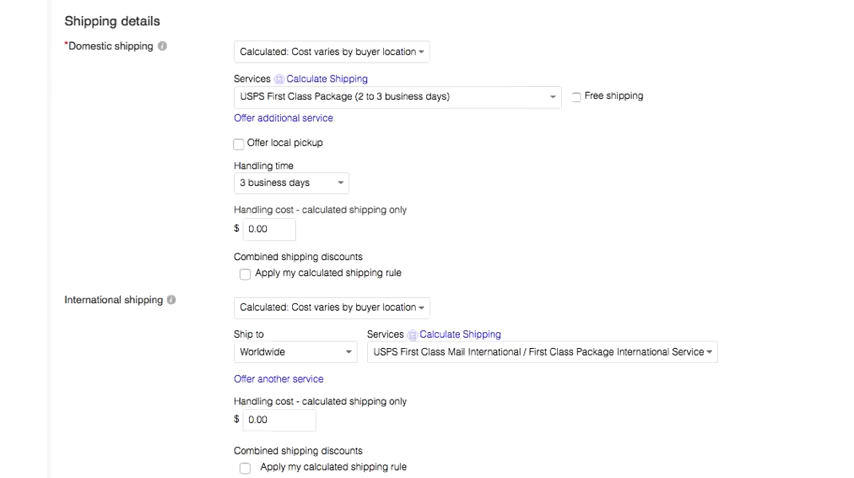 Shipping details
*Domestic shipping
Calculated: Cost varies by buyer location
Services Calculate Shipping
USPS First Class Package (2 to 3 business days)
Free shipping
Offer additional service
Offer local pickup
Handling time
3 business days
Handling cost - calculated shipping only
$ 0.00
Combined shipping discounts
Apply my calculated shipping rule
International shipping
Calculated: Cost varies by buyer location
Ship to
Services Calculate Shipping
Worldwide
USPS First Class Mail International / First Class Package International Service
Offer another service
Handling cost - calculated shipping only
$ 0.00
Combined shipping discounts
Apply my calculated shipping rule